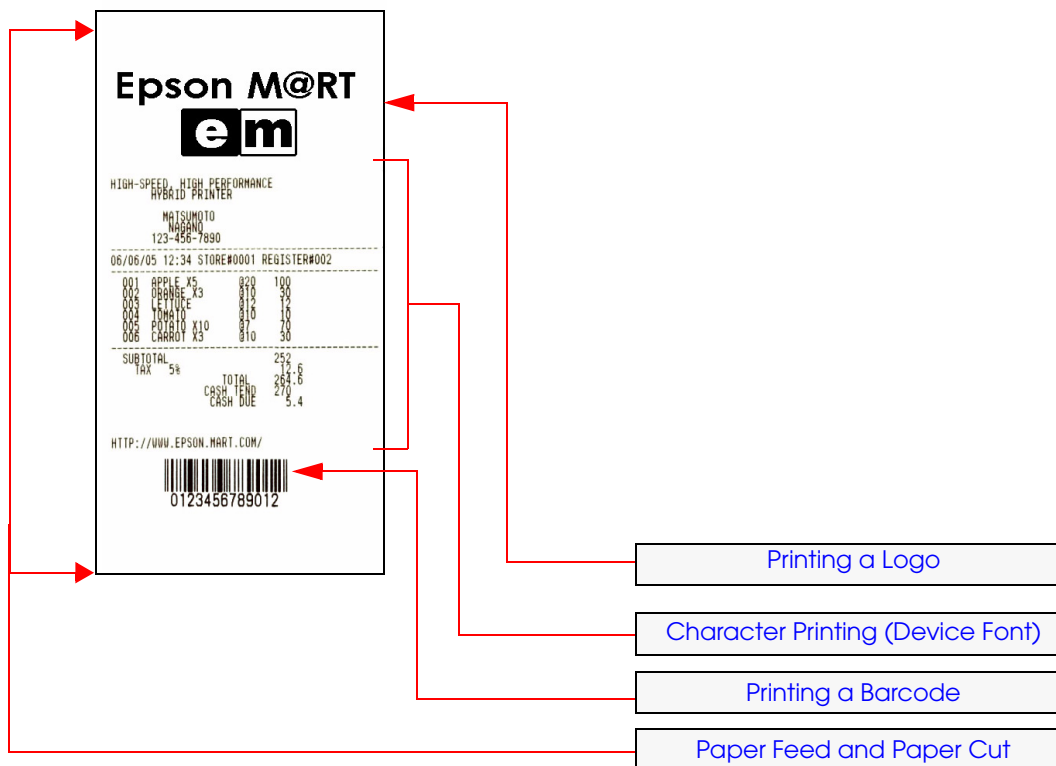 Epson M@RT
em
HIGH-SPEED, HIGH PERFORMANCE
HYBRID PRINTER
MATSUMOTO
NAGANO
123-456-7890
06/06/05 12:34 STORE#0001 REGISTER#002
001 APPLE X5 @20 100
002 ORANGE X3 @10 30
003 LETTUCE @12 12
004 TOMATO @10 10
005 POTATO X10 @7 70
006 CARROT X3 @10 30
SUBTOTAL 252
TAX 5% 12.6
TOTAL 264.6
CASH TEND 270
CASH DUE 5.4
HTTP://WWW.EPSON.MART.COM/
0123456789012
Printing a Logo
Character Printing (Device Font)
Printing a Barcode
Paper Feed and Paper Cut